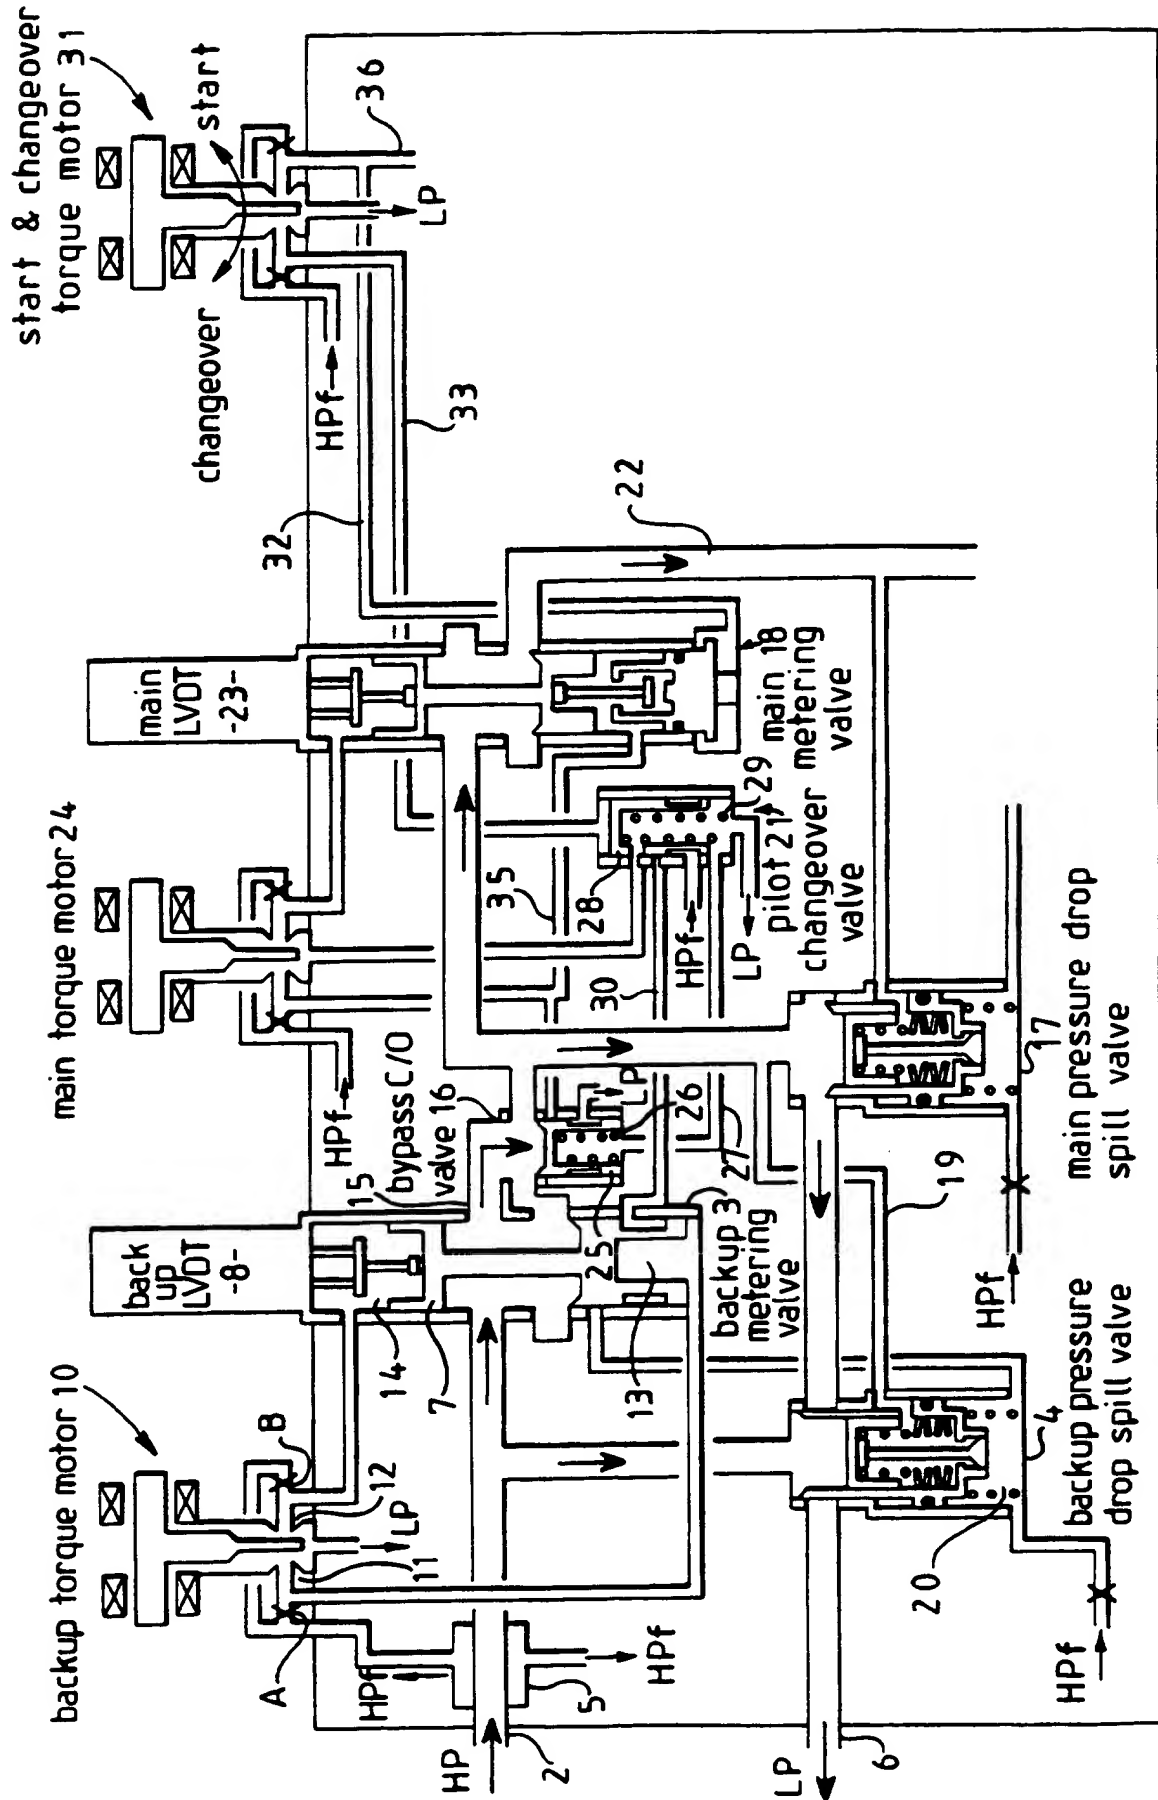 start & changeover
torque motor 31
start
changeover
36
LP
HPf
33
32
22
main
LVDT
-23-
main torque motor 24
HPf
main 18
metering
valve
29
pilot 21
changeover
valve
28
35
30
HPf
LP
bypass C/O
valve 16
15
LP
26
27
25
backup 3
metering
valve
back
up
LVDT
-8-
14
7
13
19
17
main pressure drop
spill valve
HPf
backup torque motor 10
B
12
11
LP
A
HPf
HPf
5
HP
2
LP
6
20
4
backup pressure
drop spill valve
HPf